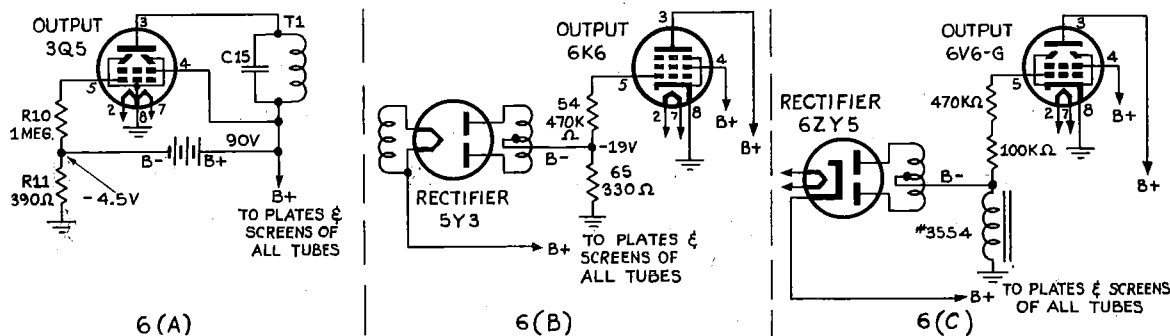 OUTPUT
3Q5
3
T1
C15
4
5
2
8
7
R10
1 MEG.
90V
B-
B+
R11
390Ω
-4.5V
B+
TO PLATES &
SCREENS OF
ALL TUBES
6(A)
OUTPUT
6K6
3
4
5
2
7
8
54
470K
Ω
B+
B+
B-
-19V
65
330Ω
RECTIFIER
5Y3
B+
TO PLATES &
SCREENS OF
ALL TUBES
6(B)
OUTPUT
6V6-G
3
4
5
2
7
8
470KΩ
B+
B+
RECTIFIER
6ZY5
100KΩ
B-
#3554
B+
TO PLATES & SCREENS
OF ALL TUBES
6(C)